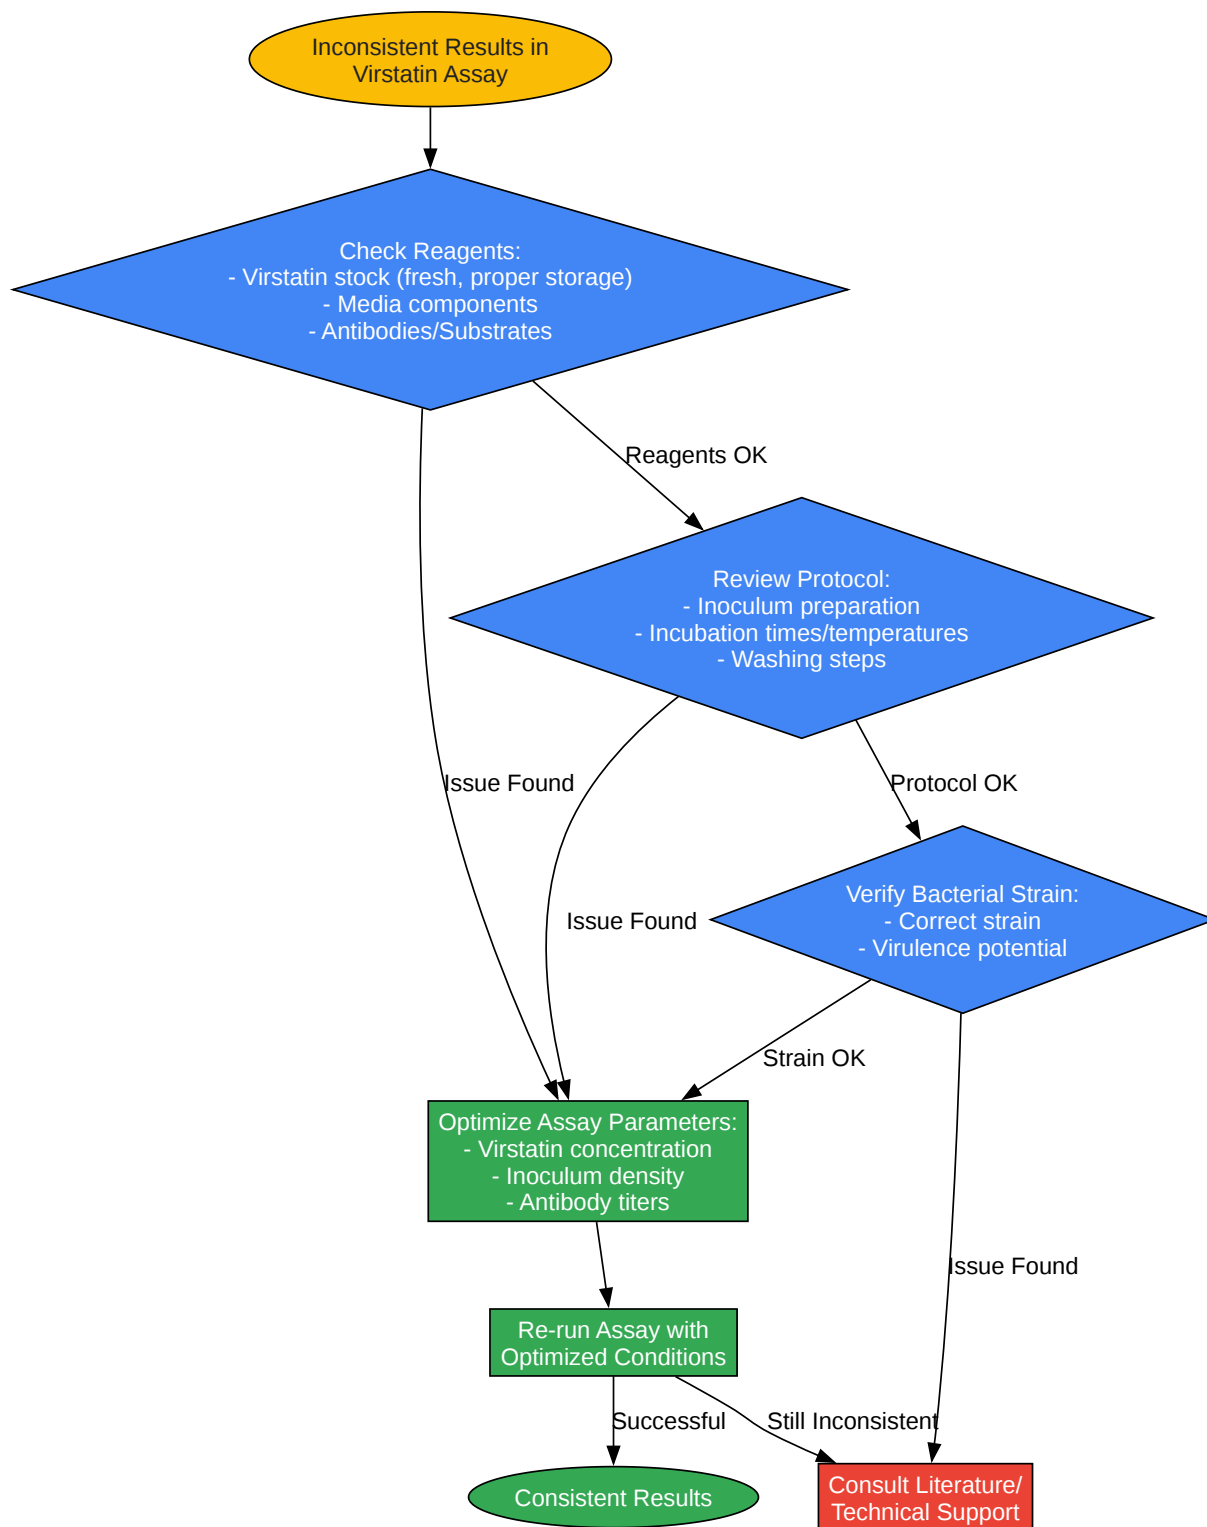 Inconsistent Results in
Virstatin Assay
Check Reagents:
- Virstatin stock (fresh, proper storage)
- Media components
- Antibodies/Substrates
Reagents OK
Review Protocol:
- Inoculum preparation
- Incubation times/temperatures
- Washing steps
Issue Found
Protocol OK
Verify Bacterial Strain:
- Correct strain
- Virulence potential
Issue Found
Strain OK
Optimize Assay Parameters:
- Virstatin concentration
- Inoculum density
- Antibody titers
Issue Found
Re-run Assay with
Optimized Conditions
Successful
Still Inconsistent
Consistent Results
Consult Literature/
Technical Support